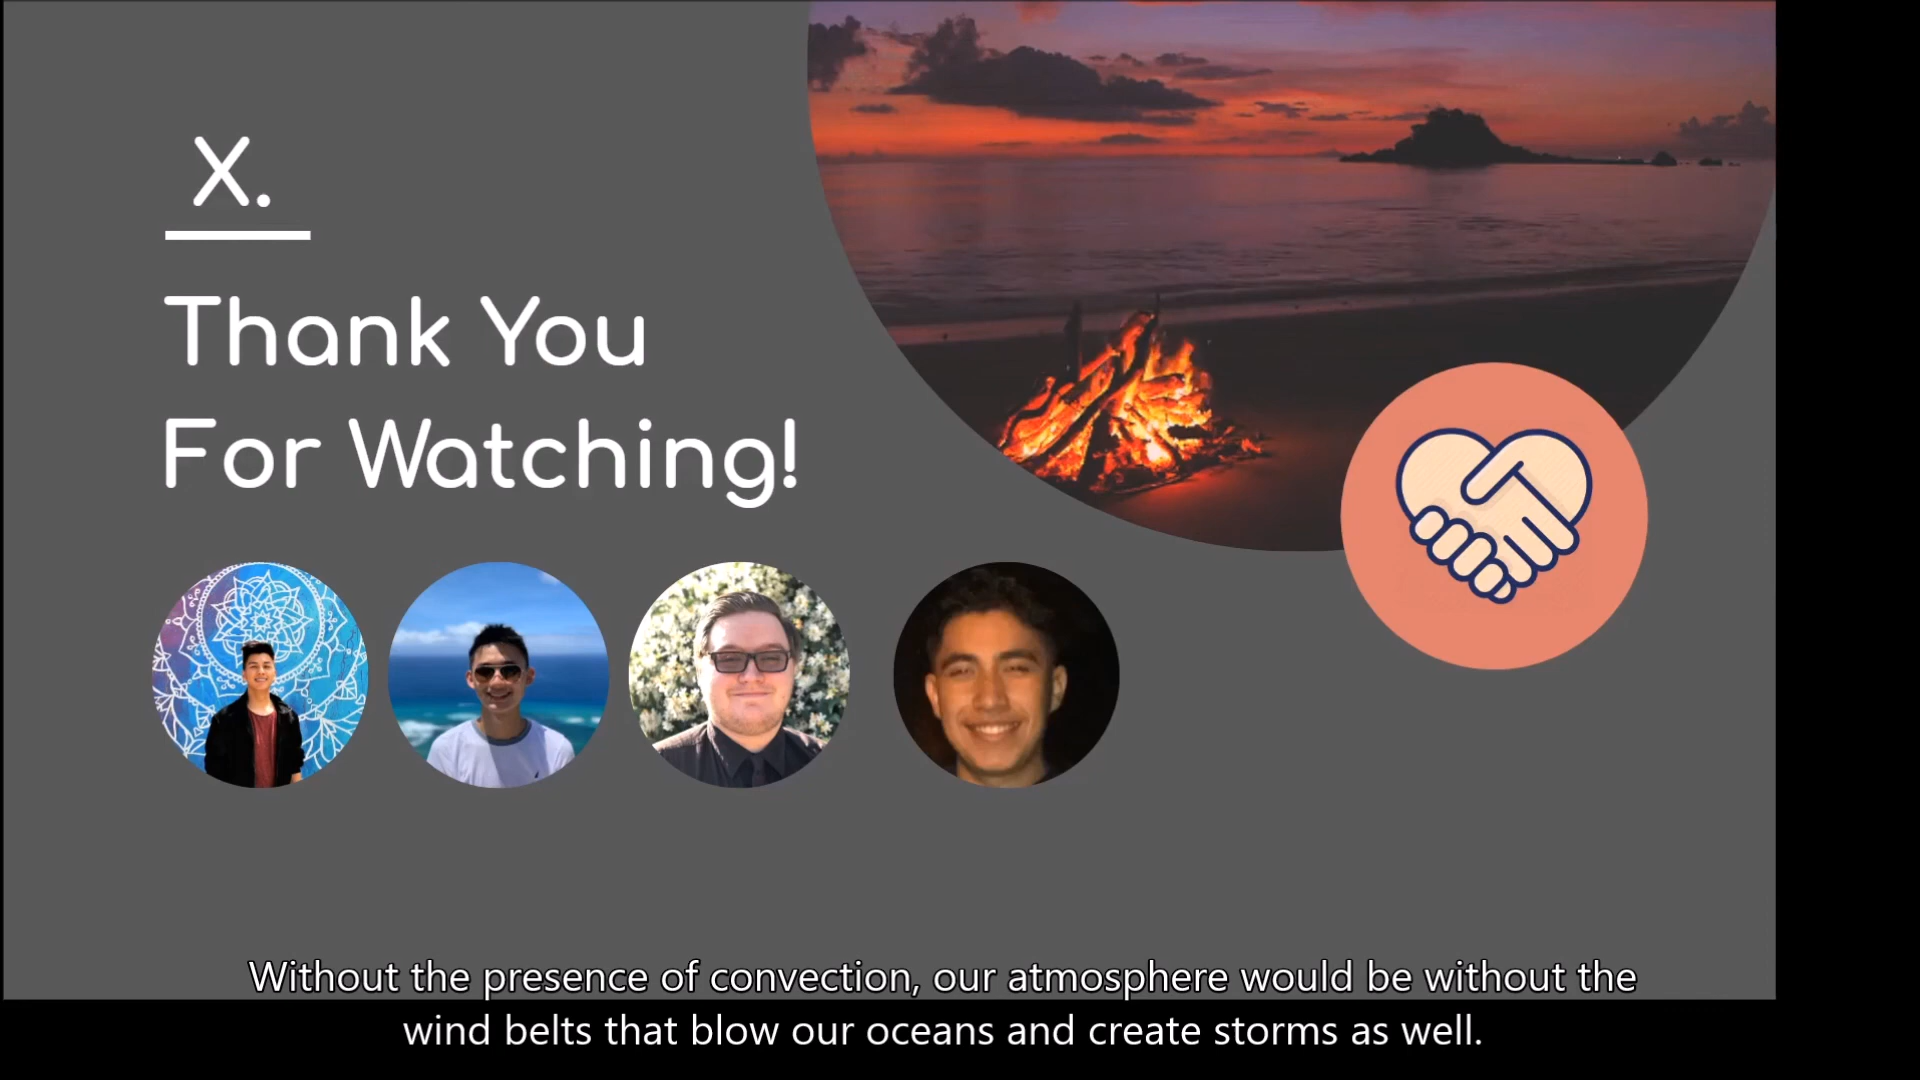 X.
Thank You
For Watching!
Without the presence of convection, our atmosphere would be without the
wind belts that blow our oceans and create storms as well.